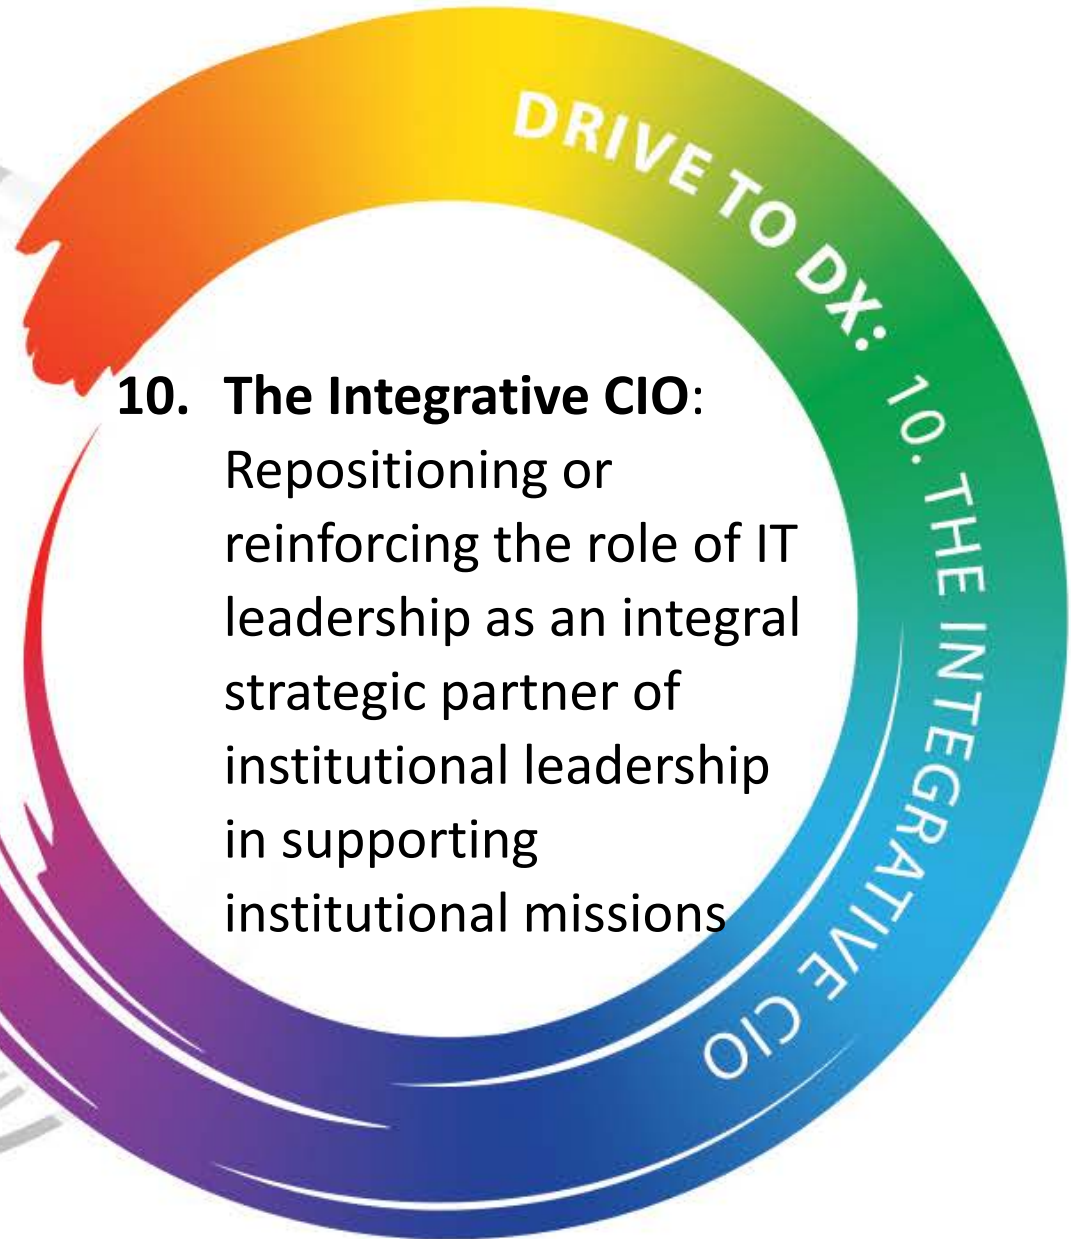 DRIVE TO DX: 10. THE INTEGRATIVE CIO
10. The Integrative CIO:
Repositioning or
reinforcing the role of IT
leadership as an integral
strategic partner of
institutional leadership
in supporting
institutional missions